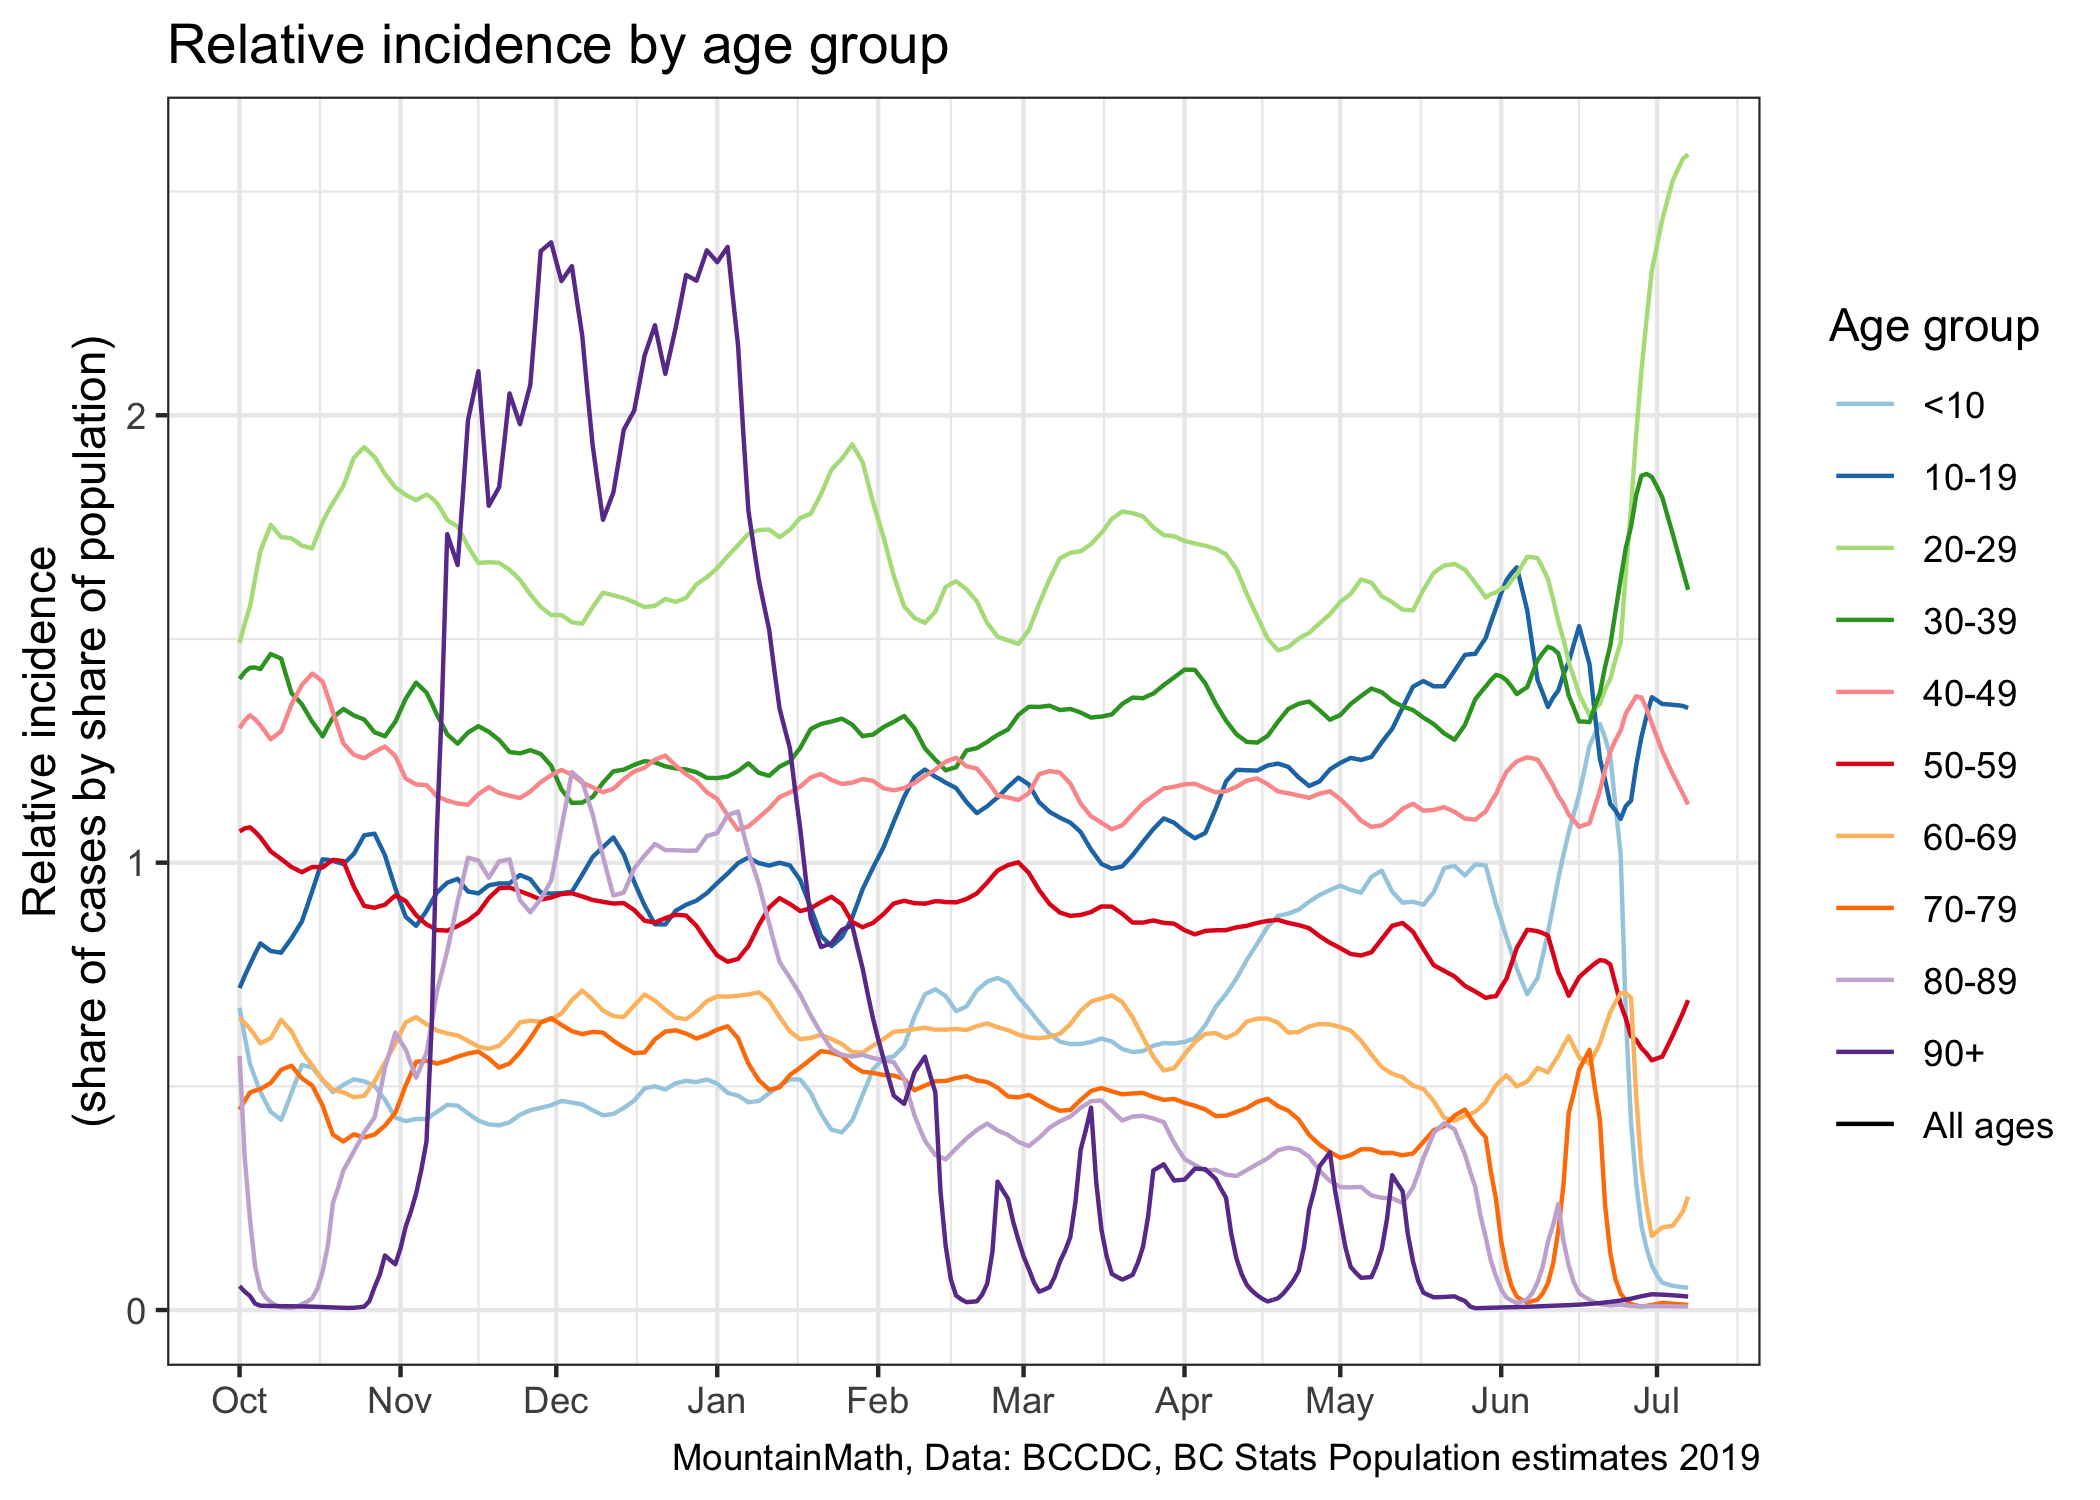 Relative incidence by age group
Relative incidence
(share of cases by share of population)
2
1
0
Oct Nov Dec Jan Feb Mar Apr May Jun Jul
Age group
<10
10-19
20-29
30-39
40-49
50-59
60-69
70-79
80-89
90+
All ages
MountainMath, Data: BCCDC, BC Stats Population estimates 2019